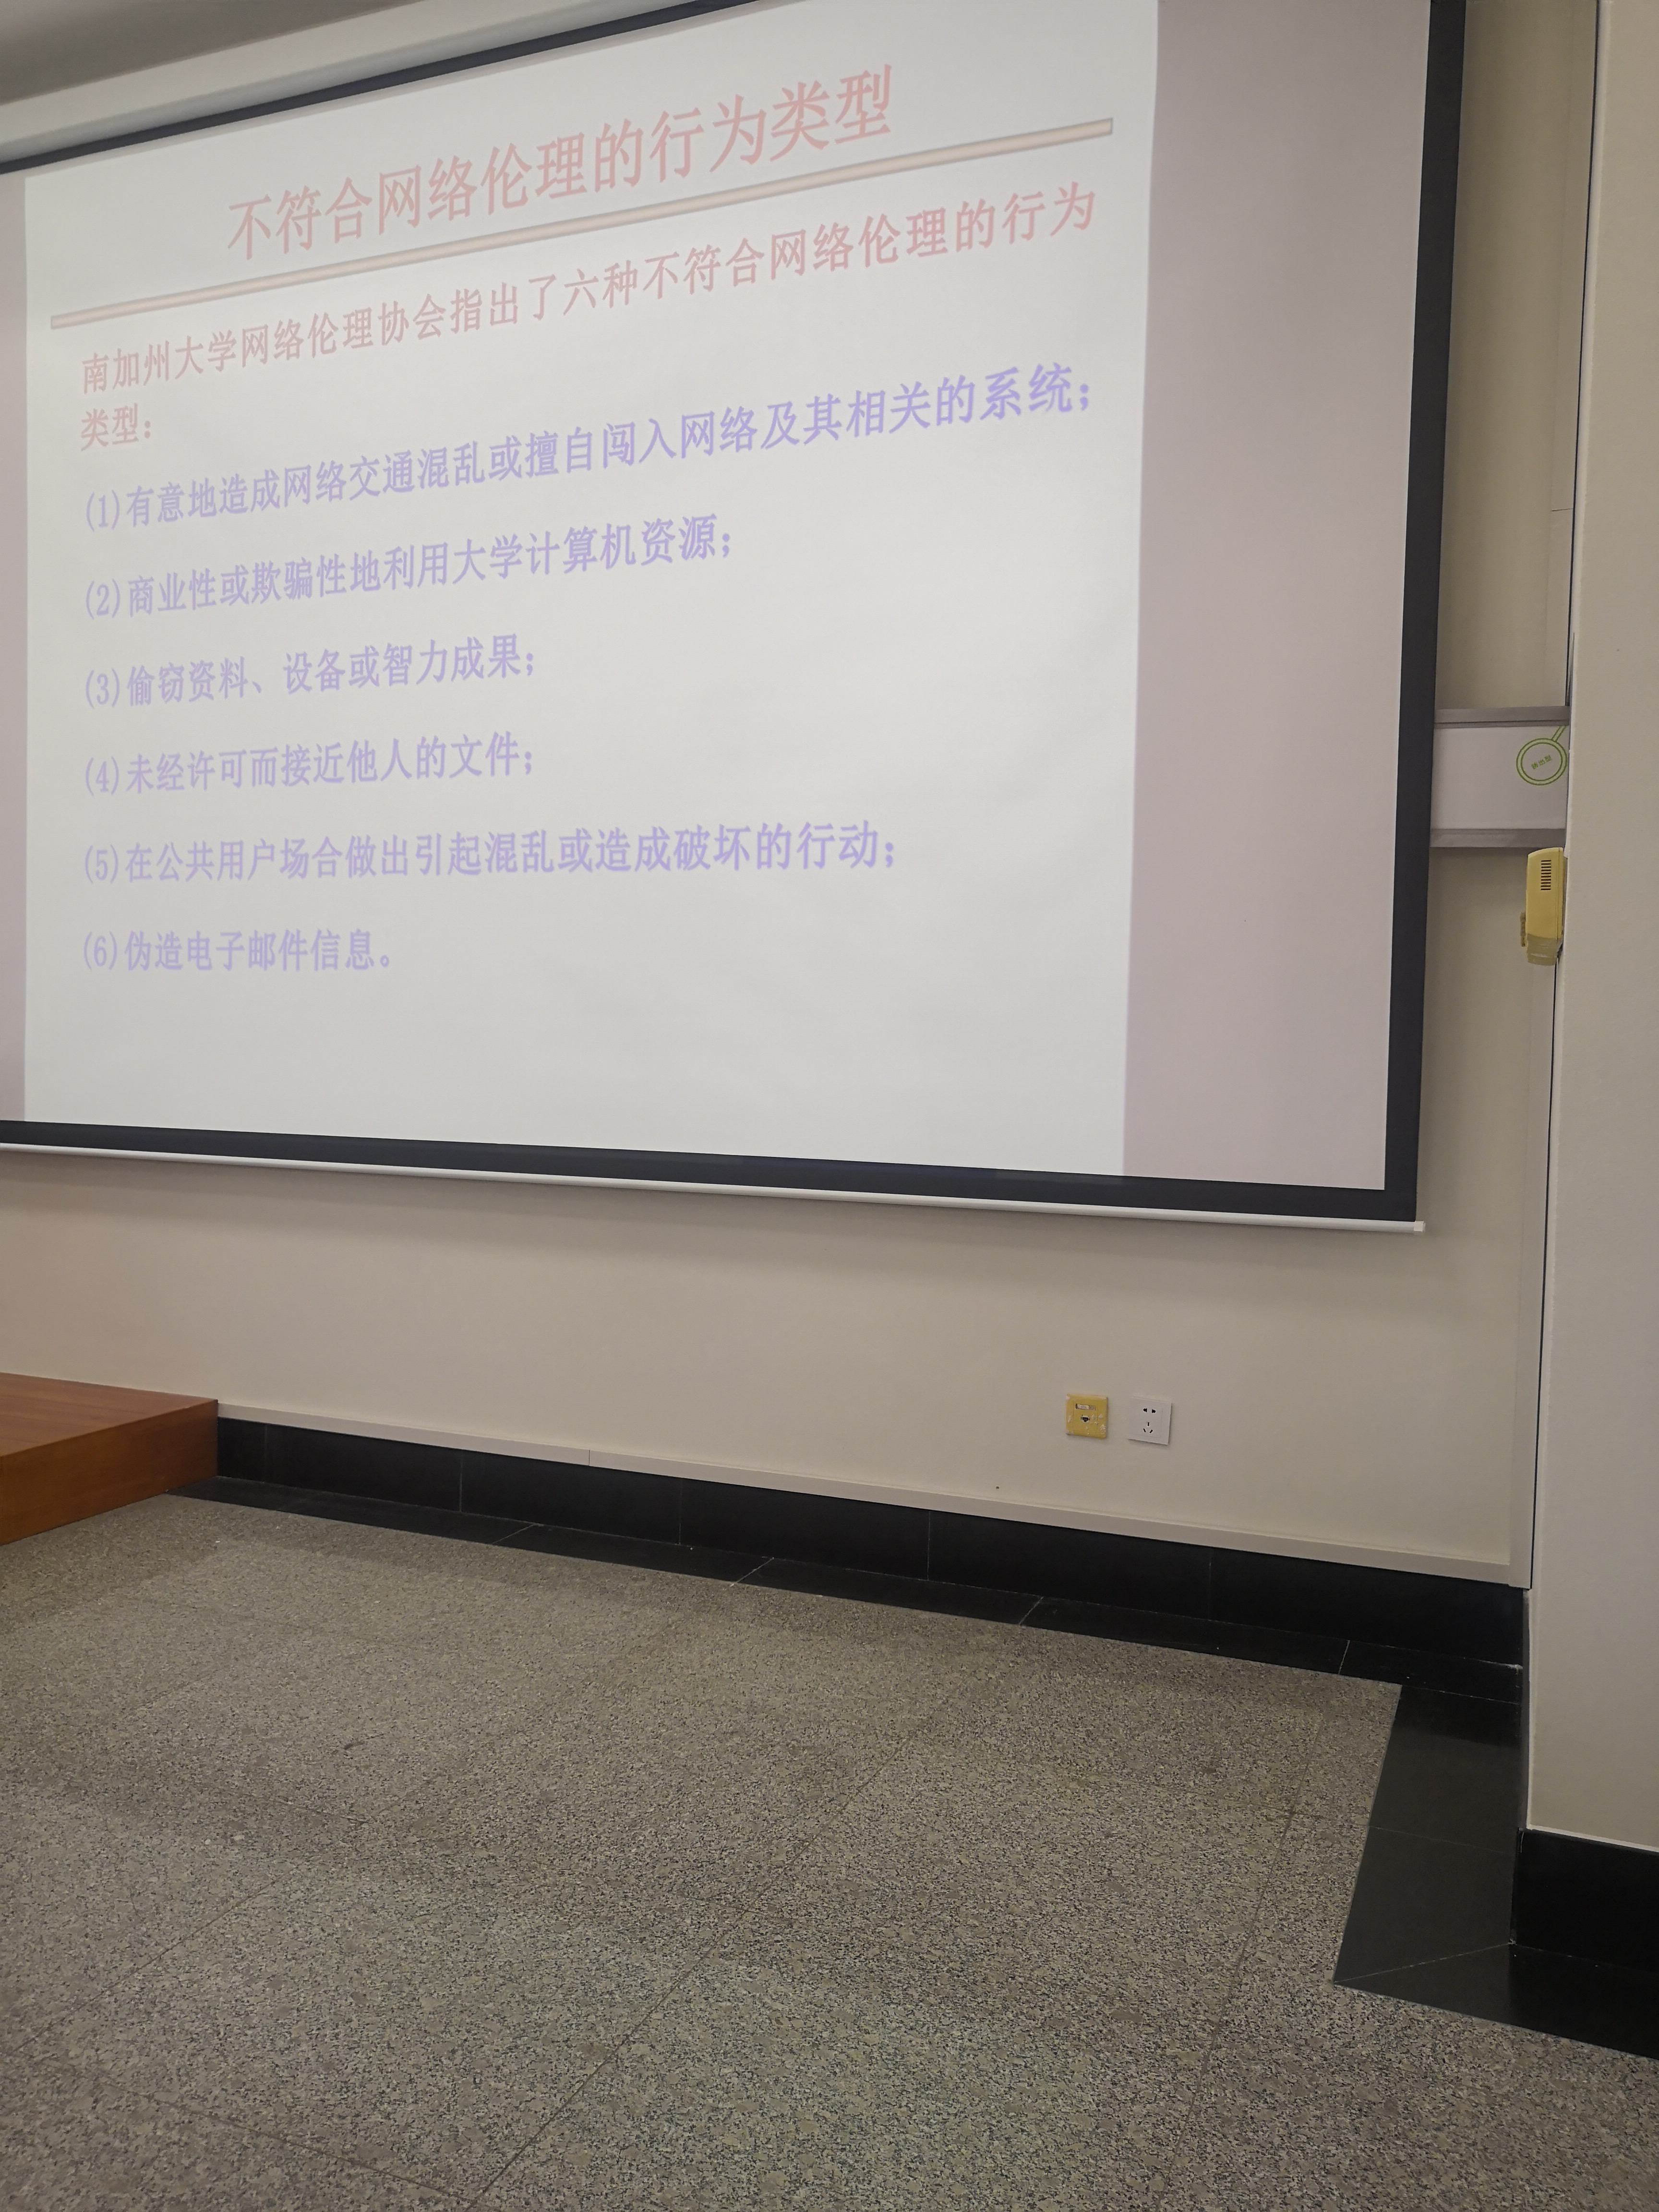 不符合网络伦理的行为类型
南加州大学网络伦理协会指出了六种不符合网络伦理的行为
类型：
(1)有意地造成网络交通混乱或擅自闯入网络及其相关的系统；
(2)商业性或欺骗性地利用大学计算机资源；
(3)偷窃资料、设备或智力成果；
(4)未经许可而接近他人的文件；
(5)在公共用户场合做出引起混乱或造成破坏的行动；
(6)伪造电子邮件信息。